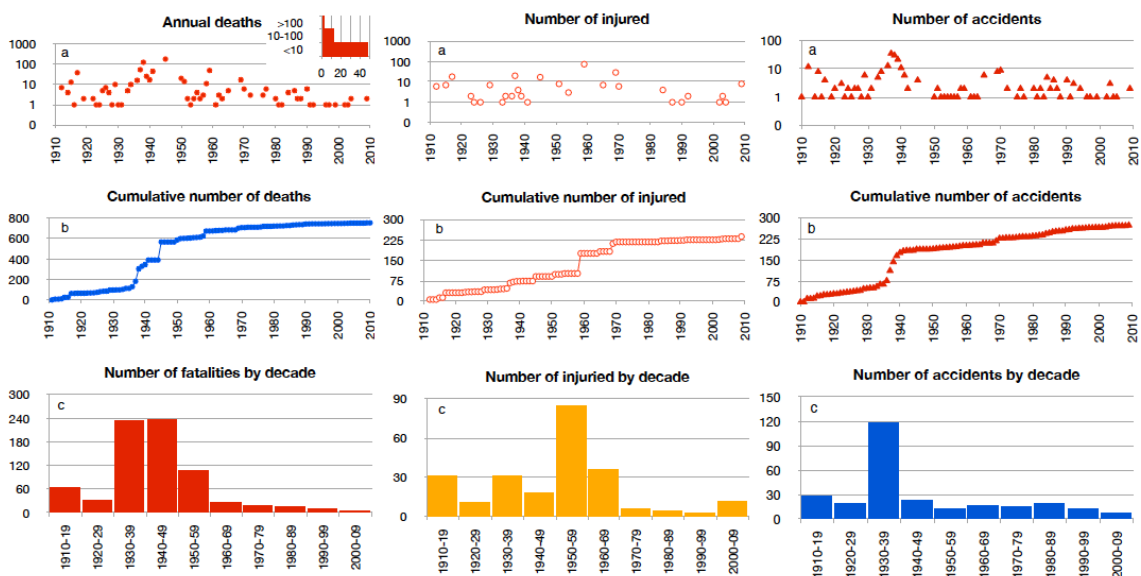 Annual deaths
>100
10-100
<10
0 10 20 30 40
a
1000
100
10
1
0
1910 1920 1930 1940 1950 1960 1970 1980 1990 2000 2010
Number of injured
a
1000
100
10
1
0
1910 1920 1930 1940 1950 1960 1970 1980 1990 2000 2010
Number of accidents
a
100
10
1
0
1910 1920 1930 1940 1950 1960 1970 1980 1990 2000 2010
Cumulative number of deaths
b
800
600
400
200
0
1910 1920 1930 1940 1950 1960 1970 1980 1990 2000 2010
Cumulative number of injured
b
300
225
150
75
0
1910 1920 1930 1940 1950 1960 1970 1980 1990 2000 2010
Cumulative number of accidents
b
300
225
150
75
0
1910 1920 1930 1940 1950 1960 1970 1980 1990 2000 2010
Number of fatalities by decade
c
300
240
180
120
60
0
1910-19 1920-29 1930-39 1940-49 1950-59 1960-69 1970-79 1980-89 1990-99 2000-09
Number of injuried by decade
c
90
60
30
0
1910-19 1920-29 1930-39 1940-49 1950-59 1960-69 1970-79 1980-89 1990-99 2000-09
Number of accidents by decade
c
150
120
90
60
30
0
1910-19 1920-29 1930-39 1940-49 1950-59 1960-69 1970-79 1980-89 1990-99 2000-09